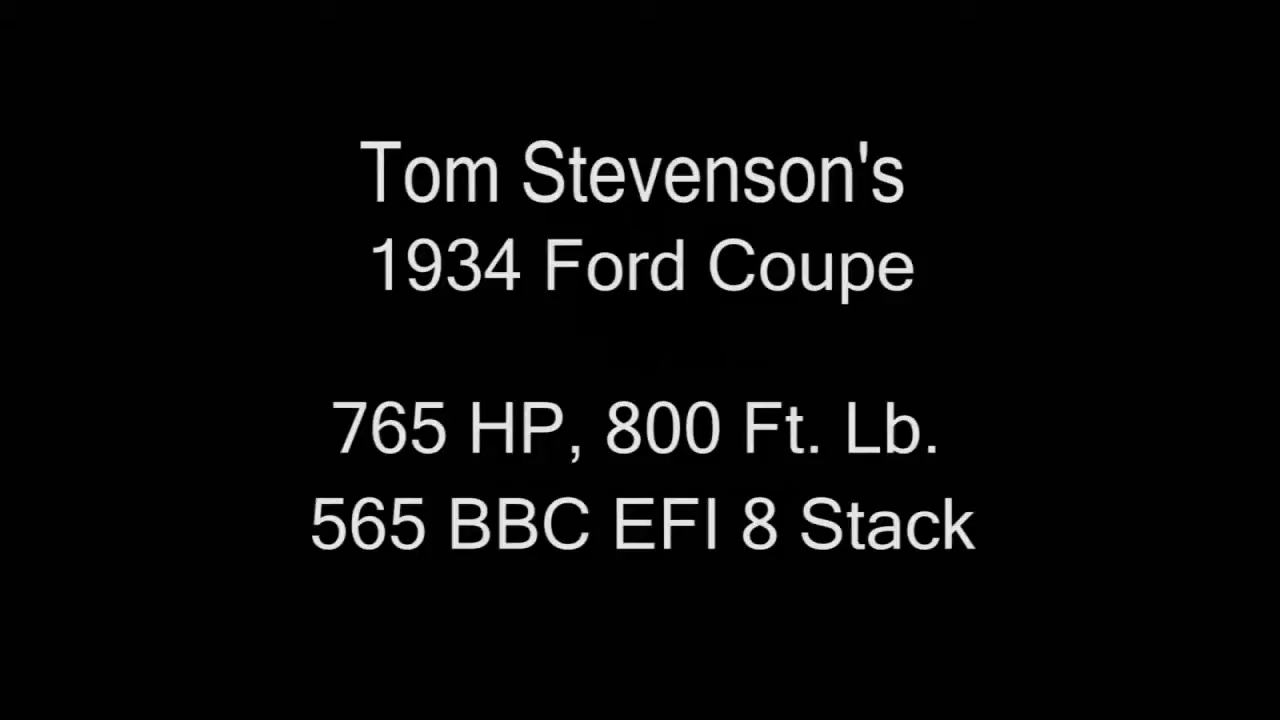 Tom Stevenson's
1934 Ford Coupe
765 HP, 800 Ft. Lb.
565 BBC EFI 8 Stack